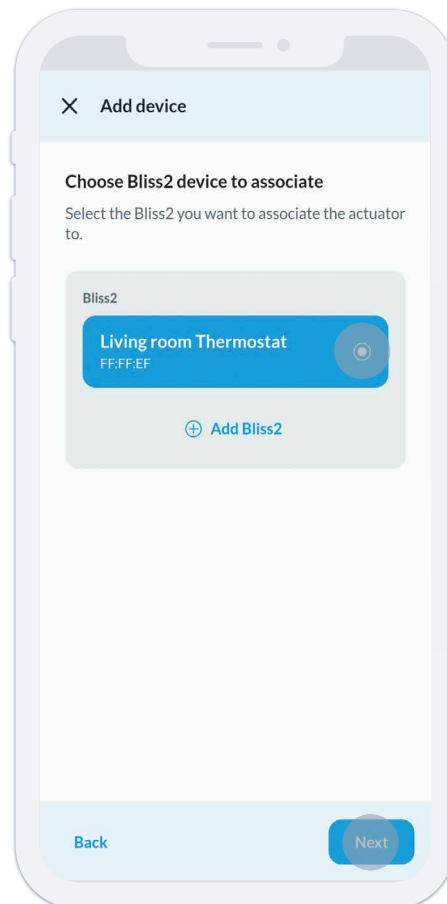 Add device
Choose Bliss2 device to associate
Select the Bliss2 you want to associate the actuator
to.
Bliss2
Living room Thermostat
FF:FF:EF
Add Bliss2
Back
Next